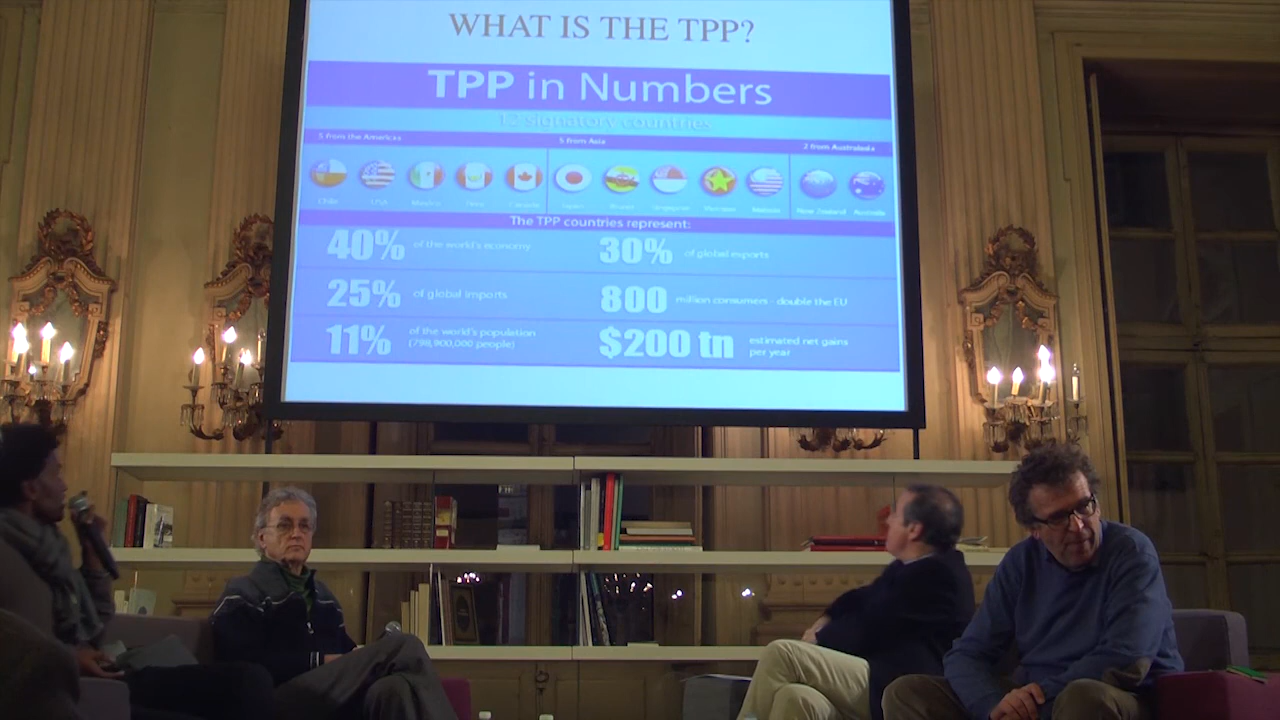 WHAT IS THE TPP?
TPP in Numbers
12 signatory countries
5 from the Americas
5 from Asia
2 from Australasia
Chile USA Mexico Peru Canada Japan Brunei Singapore Vietnam Malaysia New Zealand Australia
The TPP countries represent:
40% of the world's economy
30% of global exports
25% of global imports
800 million consumers - double the EU
11% of the world's population
(798,900,000 people)
$200 tn estimated net gains
per year